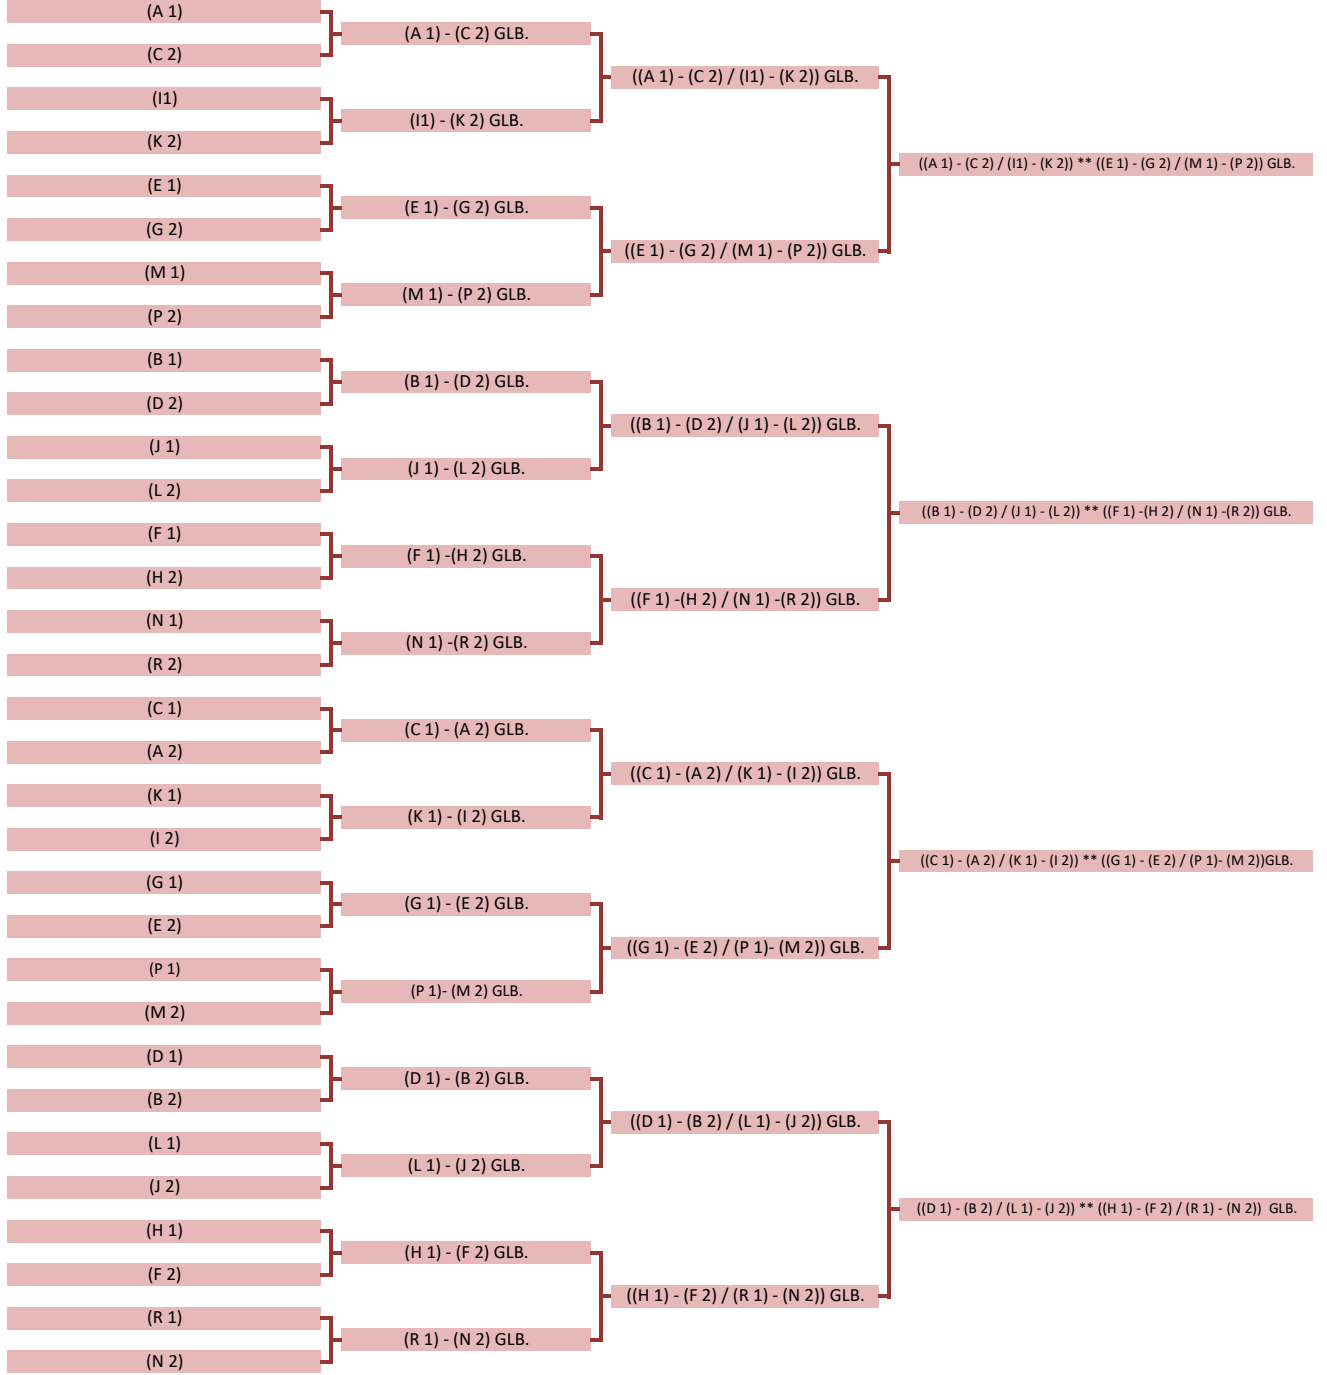 (A 1)
(C 2)
(I1)
(K 2)
(E 1)
(G 2)
(M 1)
(P 2)
(B 1)
(D 2)
(J 1)
(L 2)
(F 1)
(H 2)
(N 1)
(R 2)
(C 1)
(A 2)
(K 1)
(I 2)
(G 1)
(E 2)
(P 1)
(M 2)
(D 1)
(B 2)
(L 1)
(J 2)
(H 1)
(F 2)
(R 1)
(N 2)
(A 1) - (C 2) GLB.
(I1) - (K 2) GLB.
(E 1) - (G 2) GLB.
(M 1) - (P 2) GLB.
(B 1) - (D 2) GLB.
(J 1) - (L 2) GLB.
(F 1) -(H 2) GLB.
(N 1) -(R 2) GLB.
(C 1) - (A 2) GLB.
(K 1) - (I 2) GLB.
(G 1) - (E 2) GLB.
(P 1)- (M 2) GLB.
(D 1) - (B 2) GLB.
(L 1) - (J 2) GLB.
(H 1) - (F 2) GLB.
(R 1) - (N 2) GLB.
((A 1) - (C 2) / (I1) - (K 2)) GLB.
((E 1) - (G 2) / (M 1) - (P 2)) GLB.
((B 1) - (D 2) / (J 1) - (L 2)) GLB.
((F 1) -(H 2) / (N 1) -(R 2)) GLB.
((C 1) - (A 2) / (K 1) - (I 2)) GLB.
((G 1) - (E 2) / (P 1)- (M 2)) GLB.
((D 1) - (B 2) / (L 1) - (J 2)) GLB.
((H 1) - (F 2) / (R 1) - (N 2)) GLB.
((A 1) - (C 2) / (I1) - (K 2)) ** ((E 1) - (G 2) / (M 1) - (P 2)) GLB.
((B 1) - (D 2) / (J 1) - (L 2)) ** ((F 1) -(H 2) / (N 1) -(R 2)) GLB.
((C 1) - (A 2) / (K 1) - (I 2)) ** ((G 1) - (E 2) / (P 1)- (M 2))GLB.
((D 1) - (B 2) / (L 1) - (J 2)) ** ((H 1) - (F 2) / (R 1) - (N 2)) GLB.